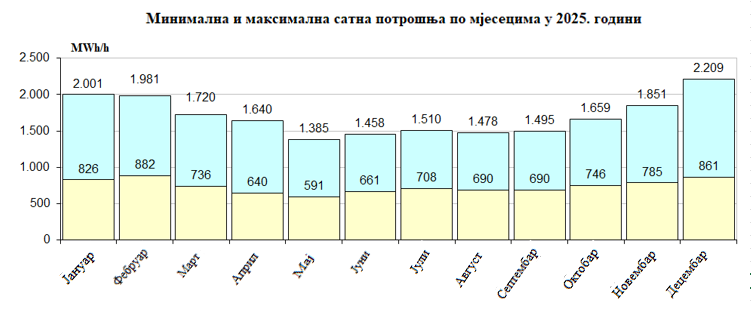 Минимална и максимална сатна потрошња по мјесецима у 2025. години
MWh/h
2.500
2.000
1.500
1.000
500
0
2.001 1.981 1.720 1.640 1.385 1.458 1.510 1.478 1.495 1.659 1.851 2.209
826 882 736 640 591 661 708 690 690 746 785 861
Јануар Фебруар Март Април Мај Јуни Јули Август Септембар Октобар Новембар Децембар